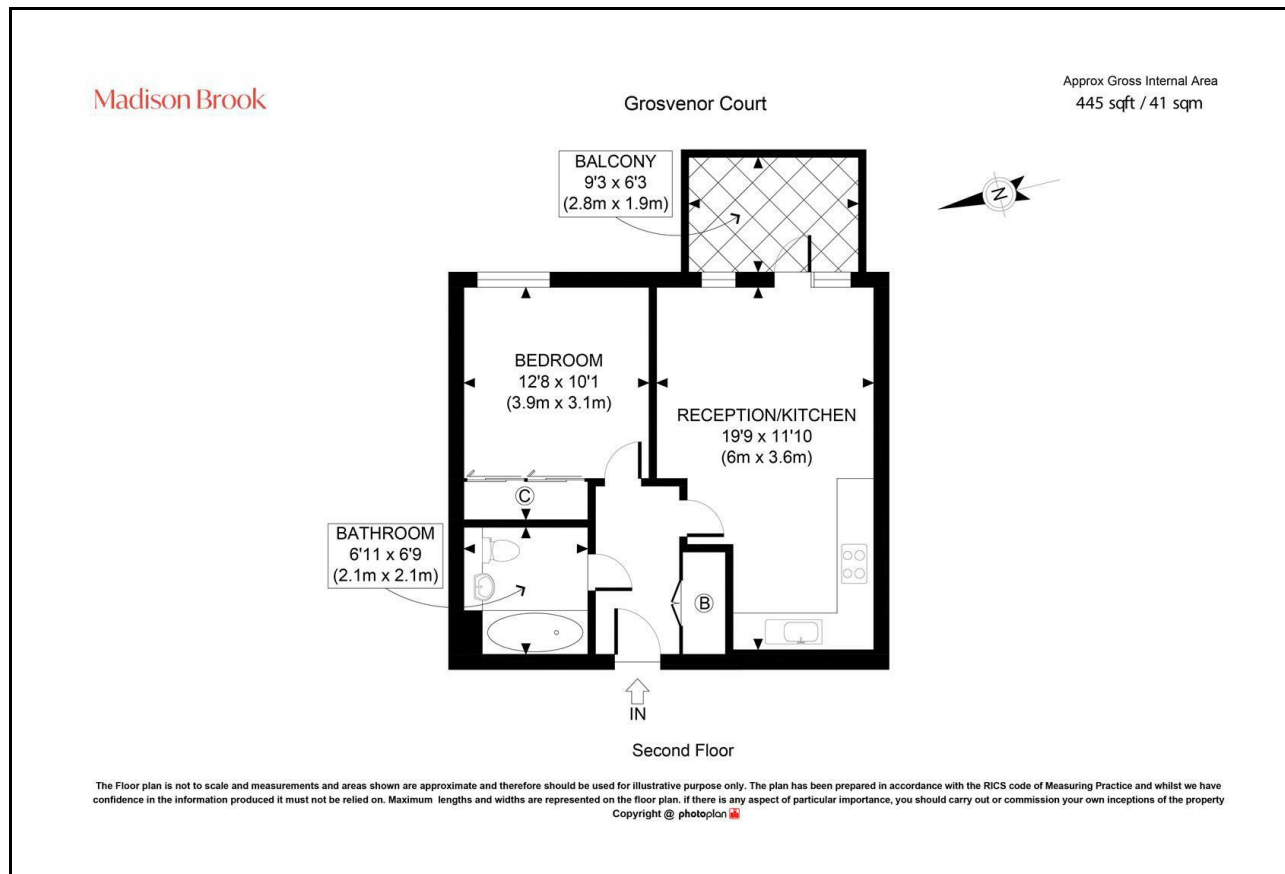 Madison Brook
Grosvenor Court
Approx Gross Internal Area
445 sqft / 41 sqm
BALCONY
9'3 x 6'3
(2.8m x 1.9m)
N
BEDROOM
12'8 x 10'1
(3.9m x 3.1m)
RECEPTION/KITCHEN
19'9 x 11'10
(6m x 3.6m)
C
BATHROOM
6'11 x 6'9
(2.1m x 2.1m)
B
IN
Second Floor
The Floor plan is not to scale and measurements and areas shown are approximate and therefore should be used for illustrative purpose only. The plan has been prepared in accordance with the RICS code of Measuring Practice and whilst we have
confidence in the information produced it must not be relied on. Maximum lengths and widths are represented on the floor plan. if there is any aspect of particular importance, you should carry out or commission your own inceptions of the property
Copyright @ photoplan